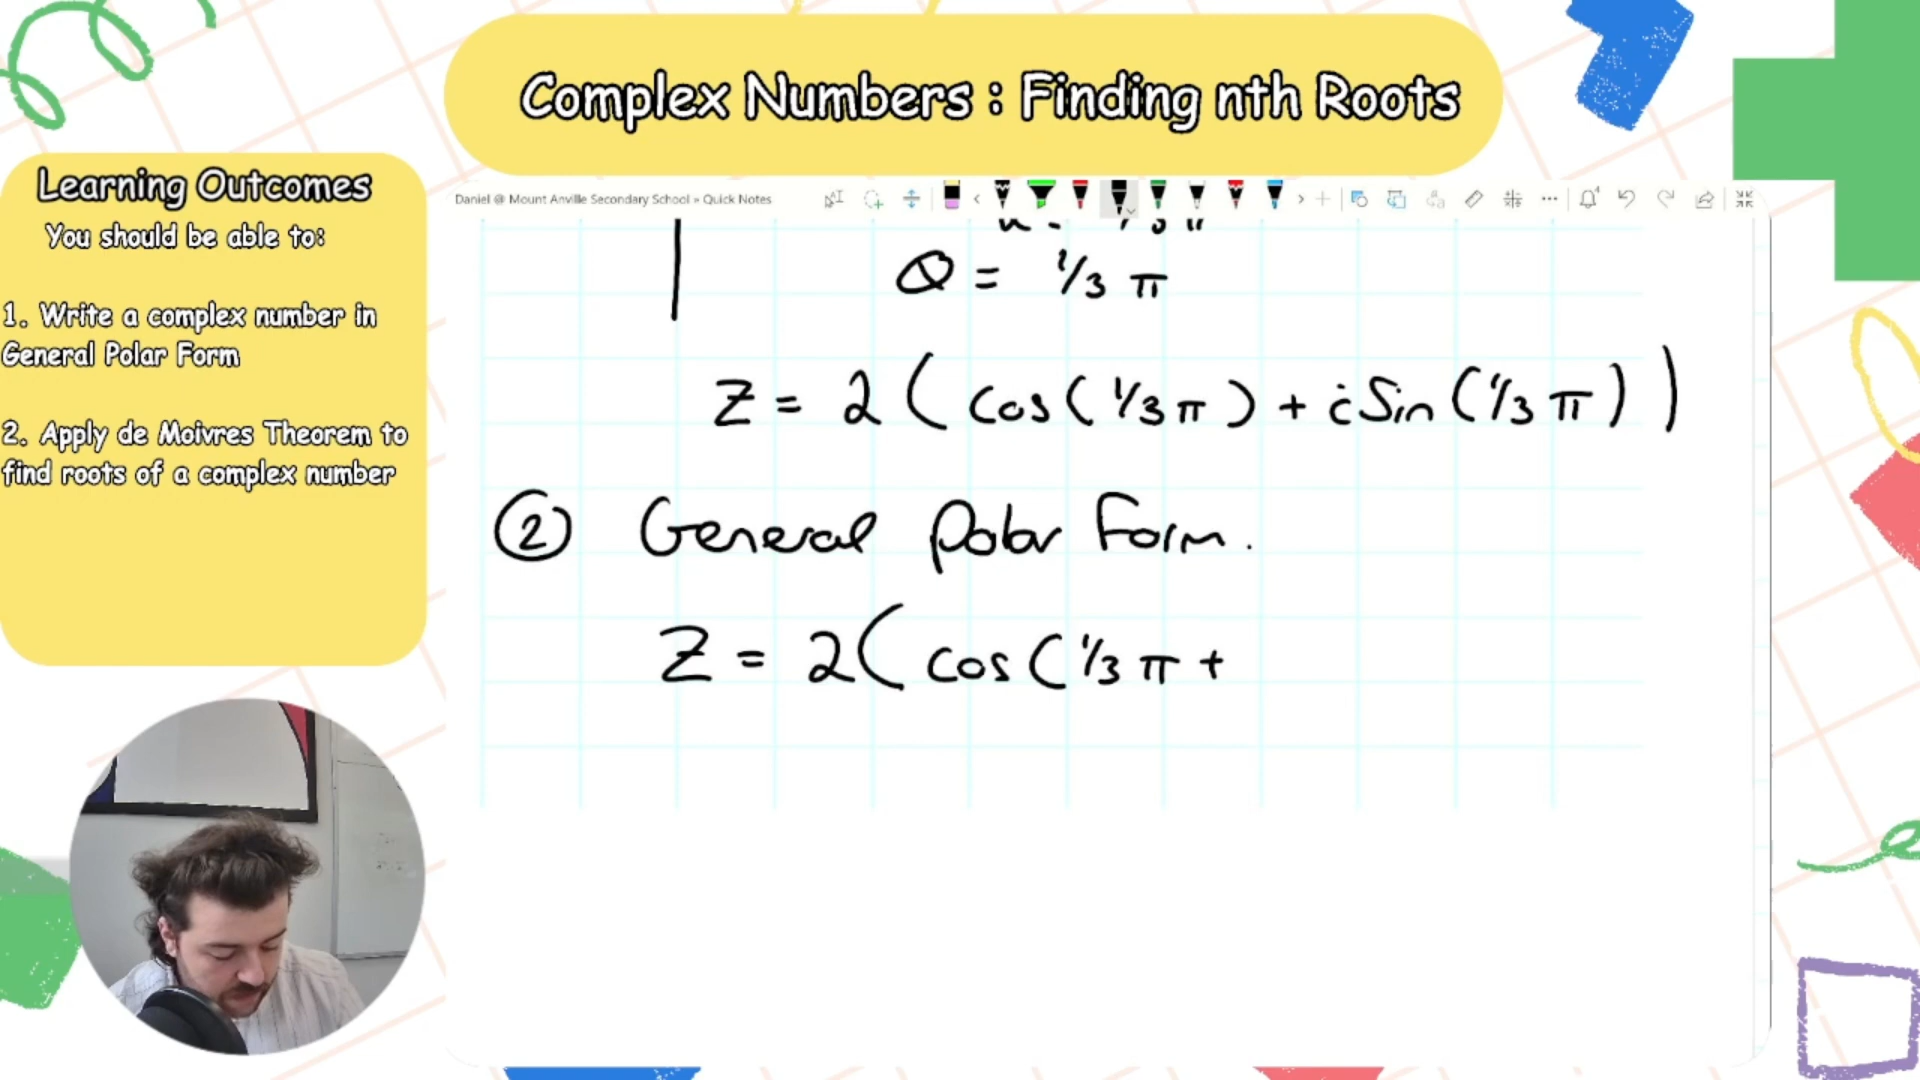 Complex Numbers : Finding nth Roots
Learning Outcomes
You should be able to:
1. Write a complex number in
General Polar Form
2. Apply de Moivres Theorem to
find roots of a complex number
Daniel @ Mount Anville Secondary School » Quick Notes
θ = 1/3 π
Z = 2 ( cos ( 1/3 π ) + i Sin ( 1/3 π ) )
② General Polar Form.
Z = 2 ( cos ( 1/3 π +